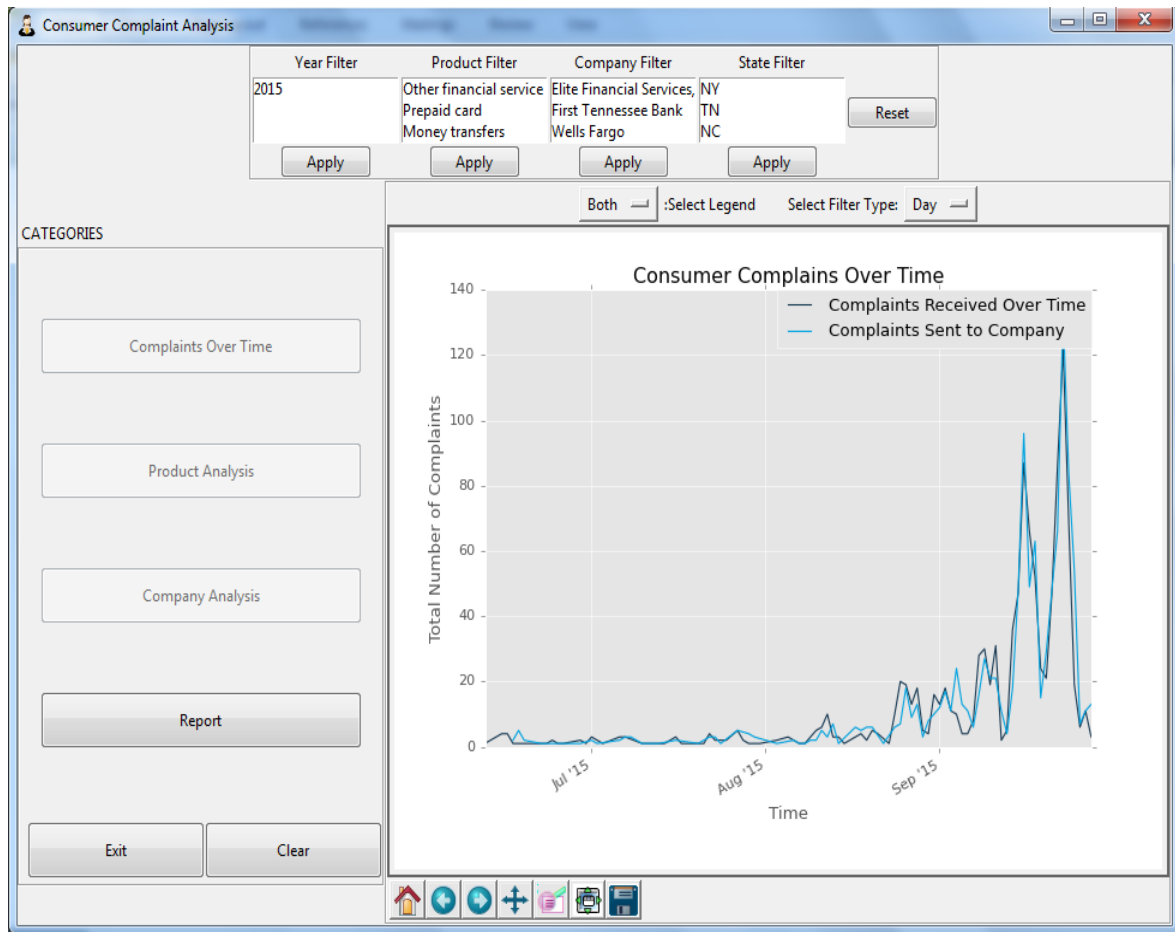 Consumer Complaint Analysis
Year Filter
Product Filter
Company Filter
State Filter
2015
Other financial service
Prepaid card
Money transfers
Elite Financial Services,
First Tennessee Bank
Wells Fargo
NY
TN
NC
Reset
Apply
Apply
Apply
Apply
Both
:Select Legend
Select Filter Type:
Day
CATEGORIES
Complaints Over Time
Product Analysis
Company Analysis
Report
Exit
Clear
Consumer Complains Over Time
Complaints Received Over Time
Complaints Sent to Company
140
120
100
80
60
40
20
0
Total Number of Complaints
Jul '15
Aug '15
Sep '15
Time